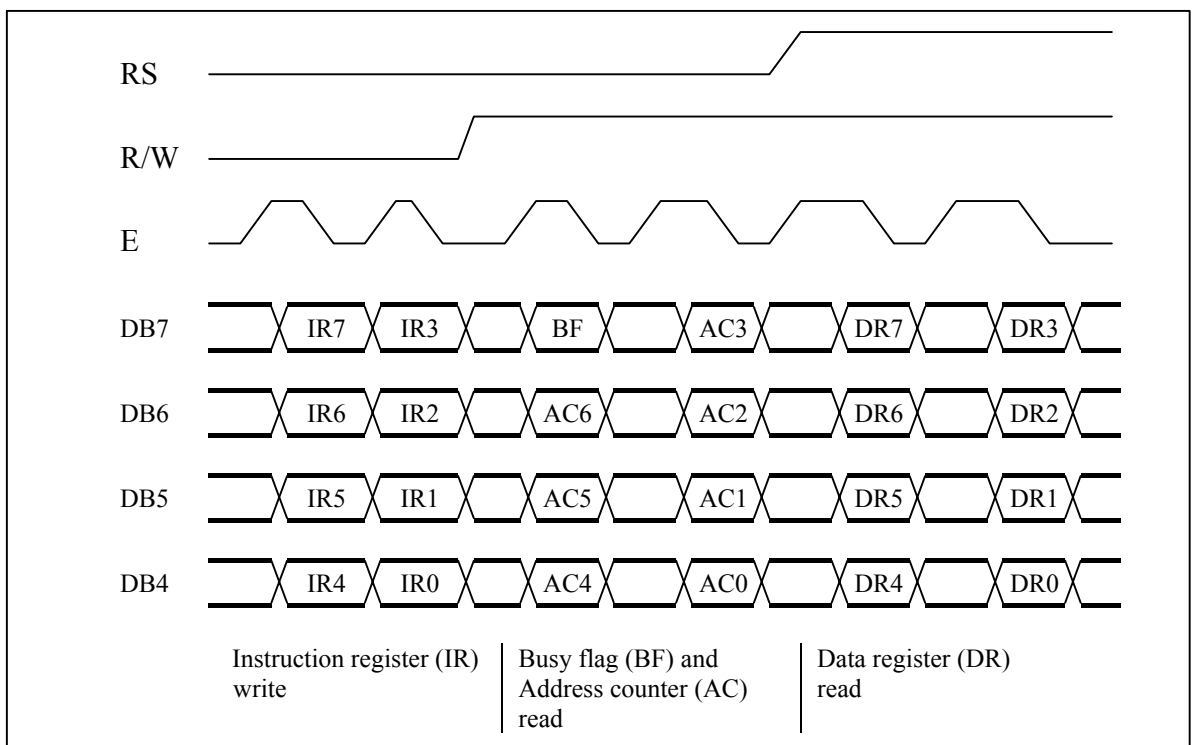 RS
R/W
E
DB7 IR7 IR3 BF AC3 DR7 DR3
DB6 IR6 IR2 AC6 AC2 DR6 DR2
DB5 IR5 IR1 AC5 AC1 DR5 DR1
DB4 IR4 IR0 AC4 AC0 DR4 DR0
Instruction register (IR)
write
Busy flag (BF) and
Address counter (AC)
read
Data register (DR)
read